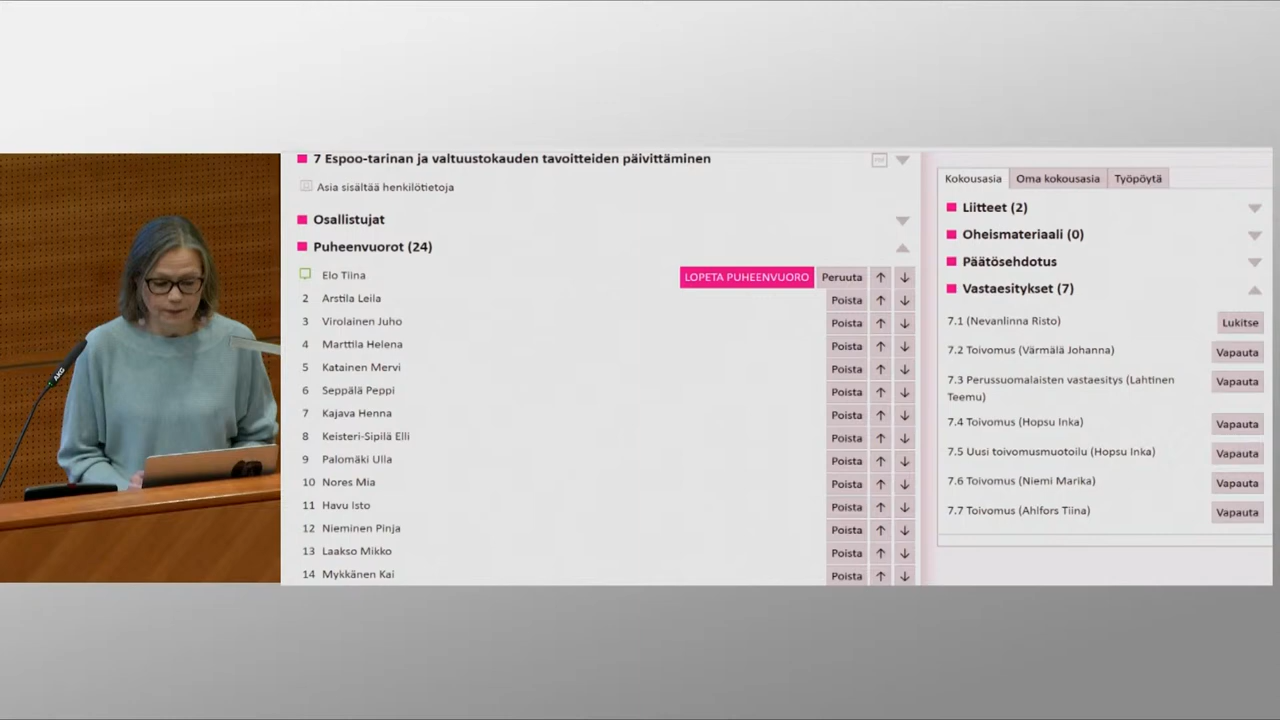 7 Espoo-tarinan ja valtuustokauden tavoitteiden päivittäminen
Asia sisältää henkilötietoja
Osallistujat
Puheenvuorot (24)
Elo Tiina LOPETA PUHEENVUORO Peruuta ↑ ↓
2 Arstila Leila Poista ↑ ↓
3 Virolainen Juho Poista ↑ ↓
4 Marttila Helena Poista ↑ ↓
5 Katainen Mervi Poista ↑ ↓
6 Seppälä Peppi Poista ↑ ↓
7 Kajava Henna Poista ↑ ↓
8 Keisteri-Sipilä Elli Poista ↑ ↓
9 Palomäki Ulla Poista ↑ ↓
10 Nores Mia Poista ↑ ↓
11 Havu Isto Poista ↑ ↓
12 Nieminen Pinja Poista ↑ ↓
13 Laakso Mikko Poista ↑ ↓
14 Mykkänen Kai Poista ↑ ↓
Kokousasia Oma kokousasia Työpöytä
Liitteet (2)
Oheismateriaali (0)
Päätösehdotus
Vastaesitykset (7)
7.1 (Nevanlinna Risto) Lukitse
7.2 Toivomus (Värmälä Johanna) Vapauta
7.3 Perussuomalaisten vastaesitys (Lahtinen
Teemu) Vapauta
7.4 Toivomus (Hopsu Inka) Vapauta
7.5 Uusi toivomusmuotoilu (Hopsu Inka) Vapauta
7.6 Toivomus (Niemi Marika) Vapauta
7.7 Toivomus (Ahlfors Tiina) Vapauta
AKG